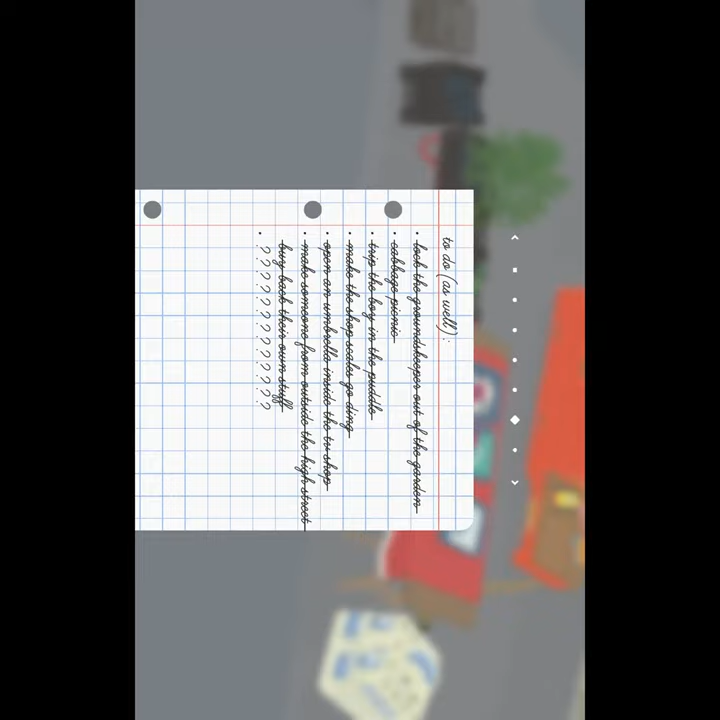 to do (as well):
• lock the groundskeeper out of the garden
• cabbage picnic
• trip the boy in the puddle
• make the shop scales go ding
• open an umbrella inside the tv shop
• make someone from outside the high street
buy back their own stuff
• ?????????????